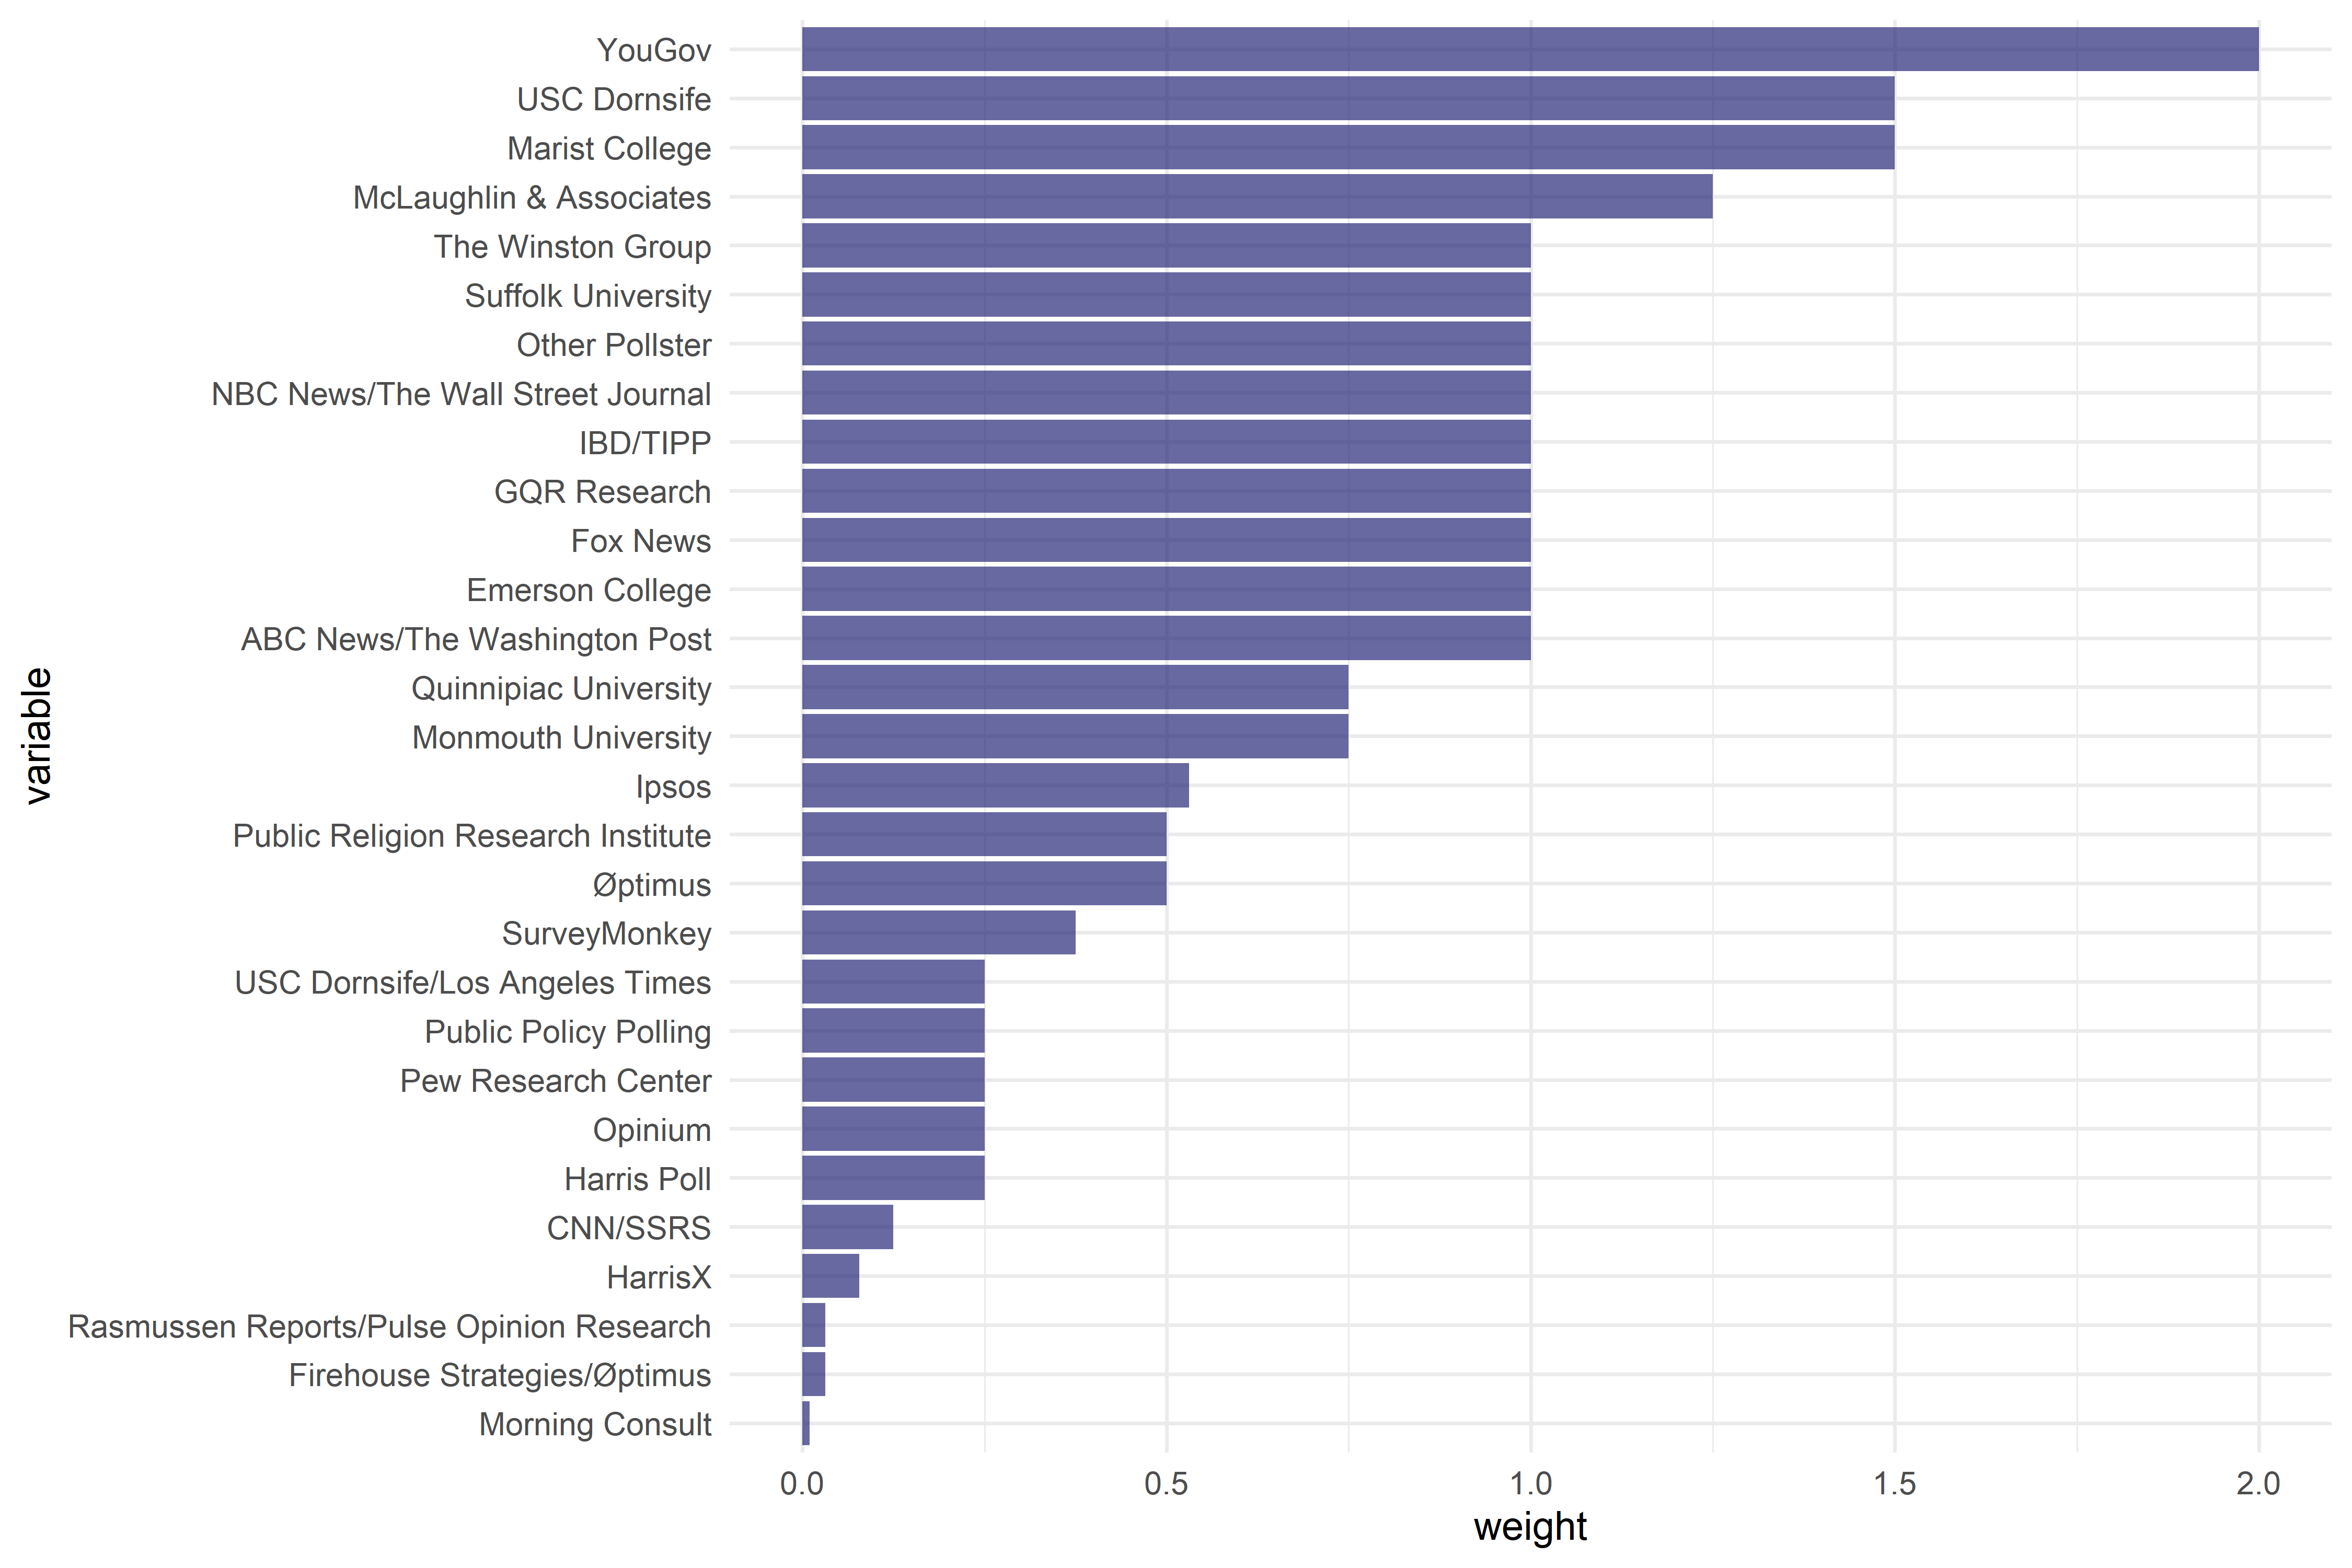 YouGov
USC Dornsife
Marist College
McLaughlin & Associates
The Winston Group
Suffolk University
Other Pollster
NBC News/The Wall Street Journal
IBD/TIPP
GQR Research
Fox News
Emerson College
ABC News/The Washington Post
Quinnipiac University
Monmouth University
Ipsos
Public Religion Research Institute
Øptimus
SurveyMonkey
USC Dornsife/Los Angeles Times
Public Policy Polling
Pew Research Center
Opinium
Harris Poll
CNN/SSRS
HarrisX
Rasmussen Reports/Pulse Opinion Research
Firehouse Strategies/Øptimus
Morning Consult
variable
0.0 0.5 1.0 1.5 2.0
weight